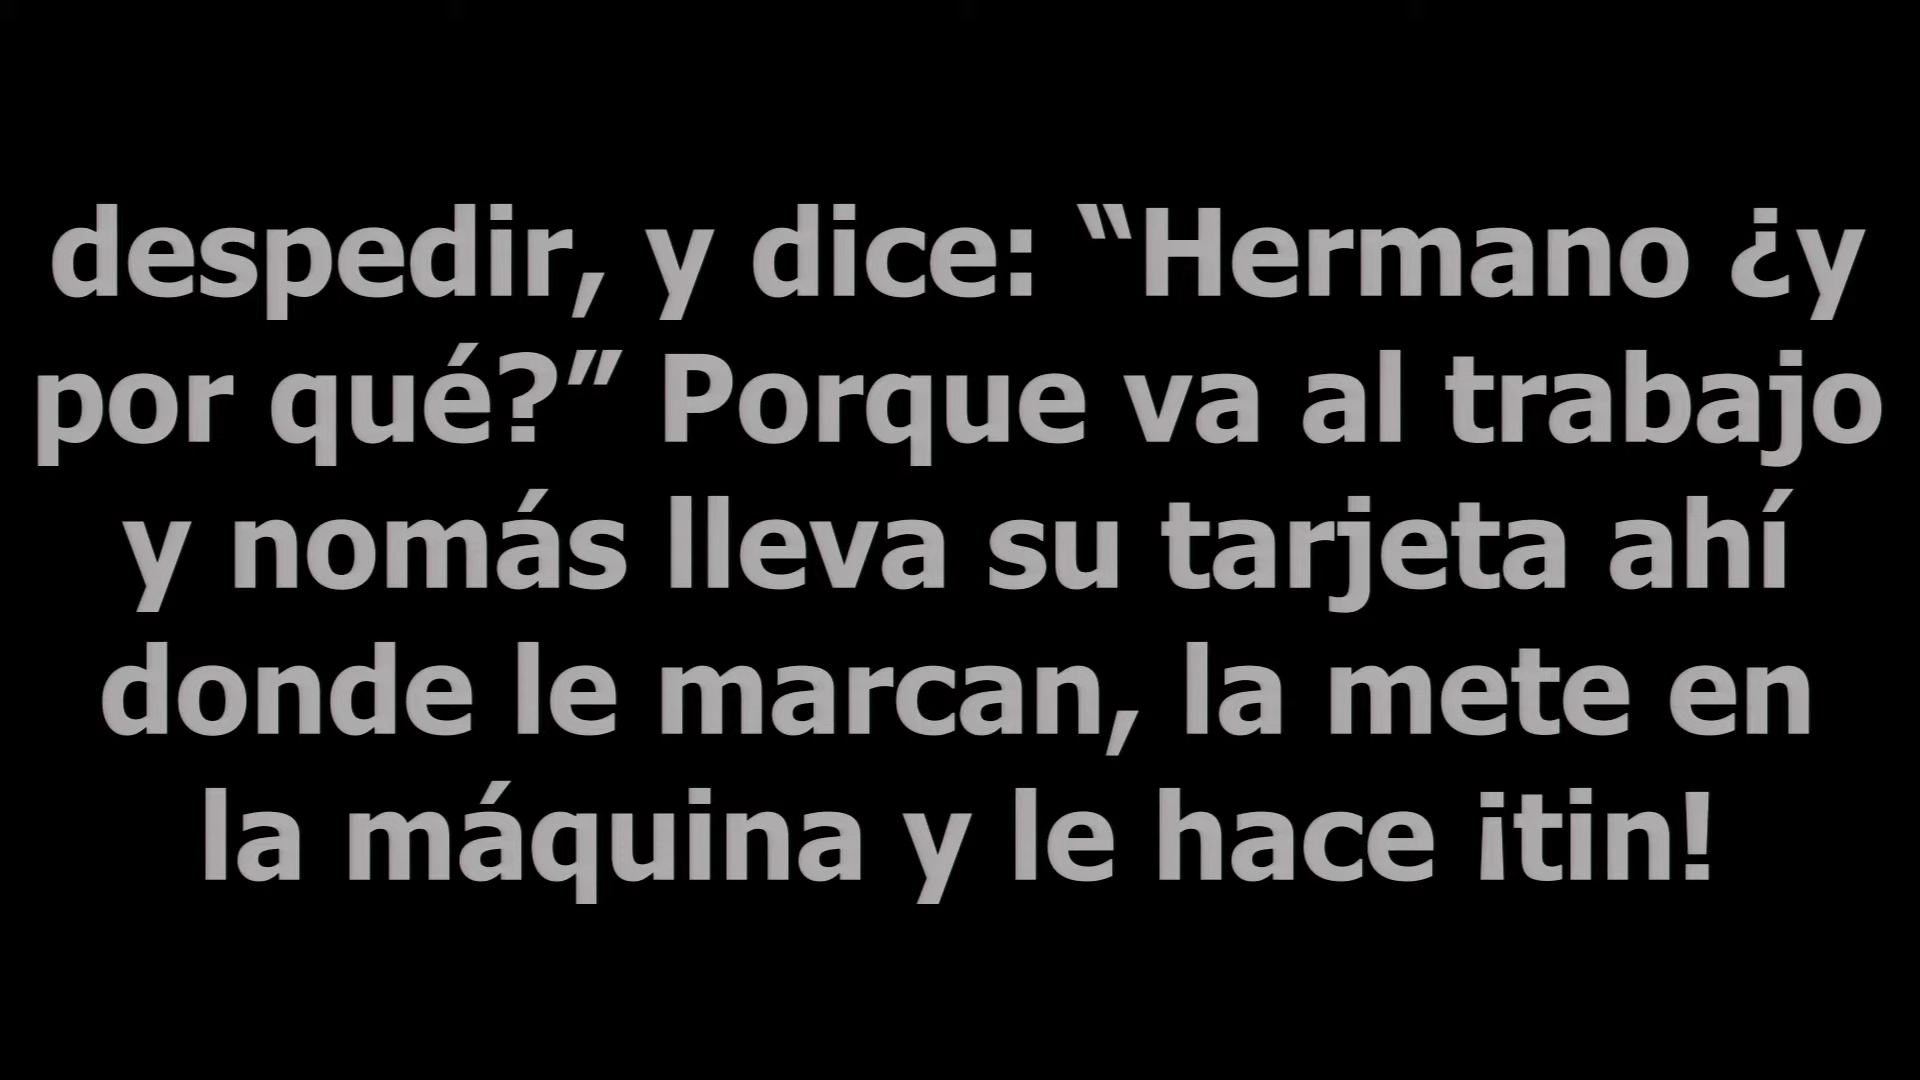 despedir, y dice: “Hermano ¿y
por qué?” Porque va al trabajo
y nomás lleva su tarjeta ahí
donde le marcan, la mete en
la máquina y le hace ¡tin!